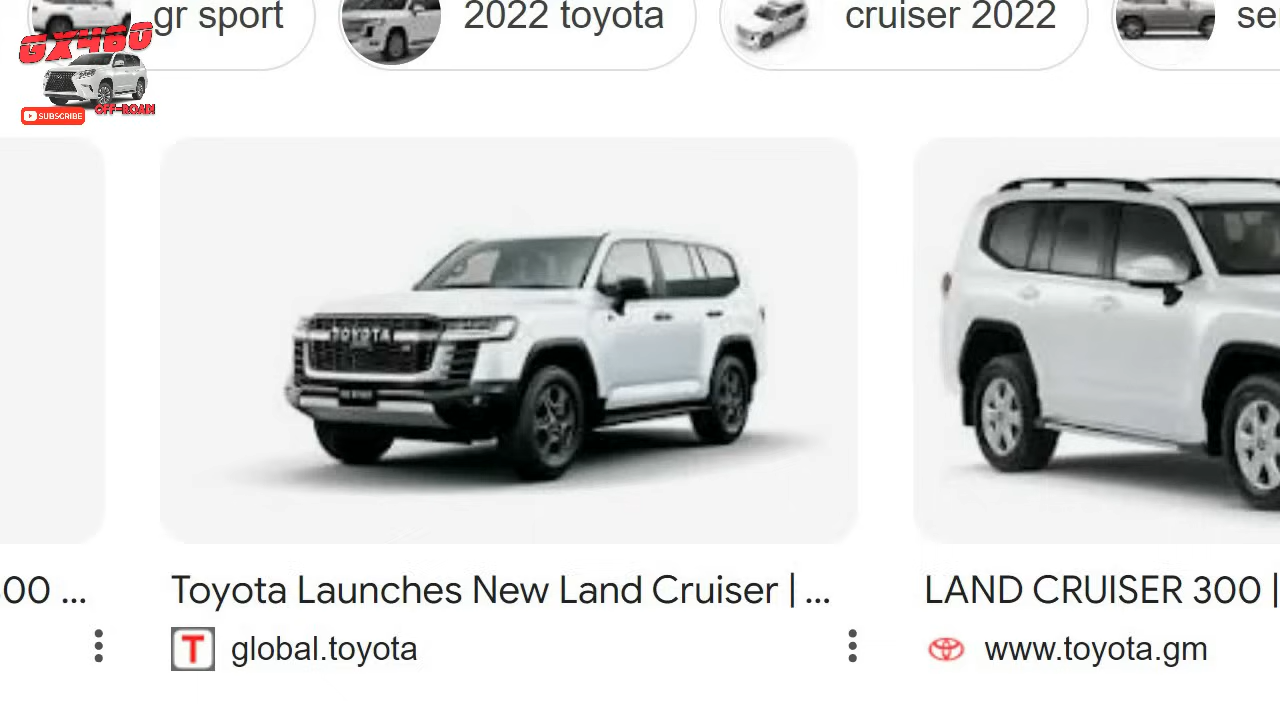 gr sport
2022 toyota
cruiser 2022
se
GX460
OFF-ROAD
SUBSCRIBE
TOYOTA
00 ...
Toyota Launches New Land Cruiser | ...
LAND CRUISER 300 |
global.toyota
www.toyota.gm